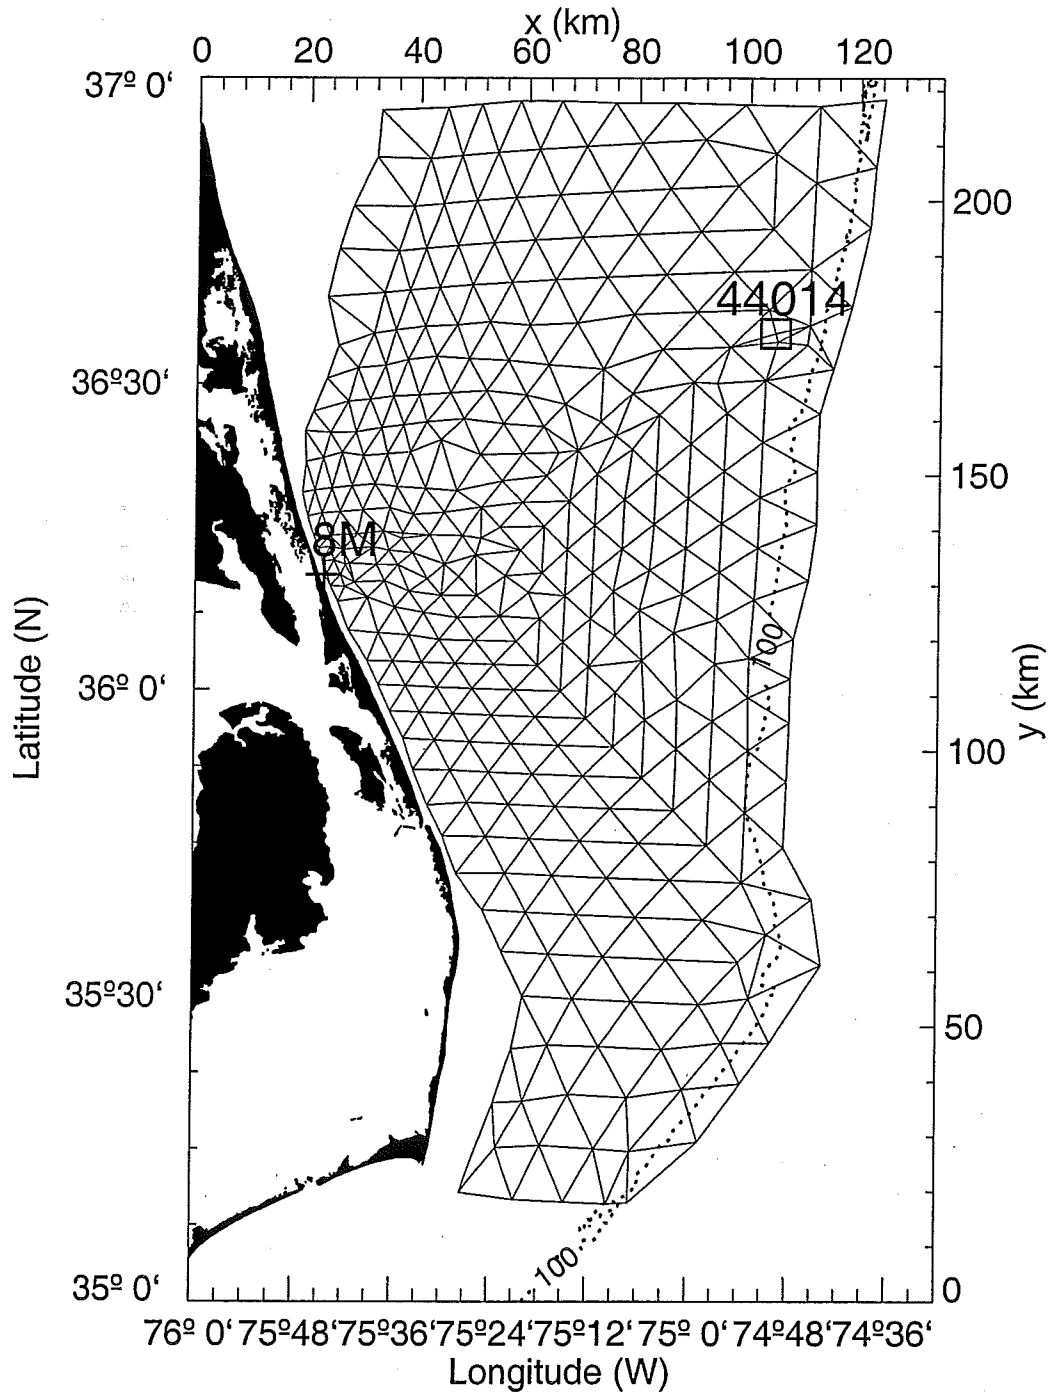 x (km)
0 20 40 60 80 100 120
37º 0‘
200
44014
36º30‘
150
8M
Latitude (N)
100
36º 0‘
y (km)
100
35º30‘
50
100
35º 0‘
0
76º 0‘ 75º48‘ 75º36‘ 75º24‘ 75º12‘ 75º 0‘ 74º48‘ 74º36‘
Longitude (W)